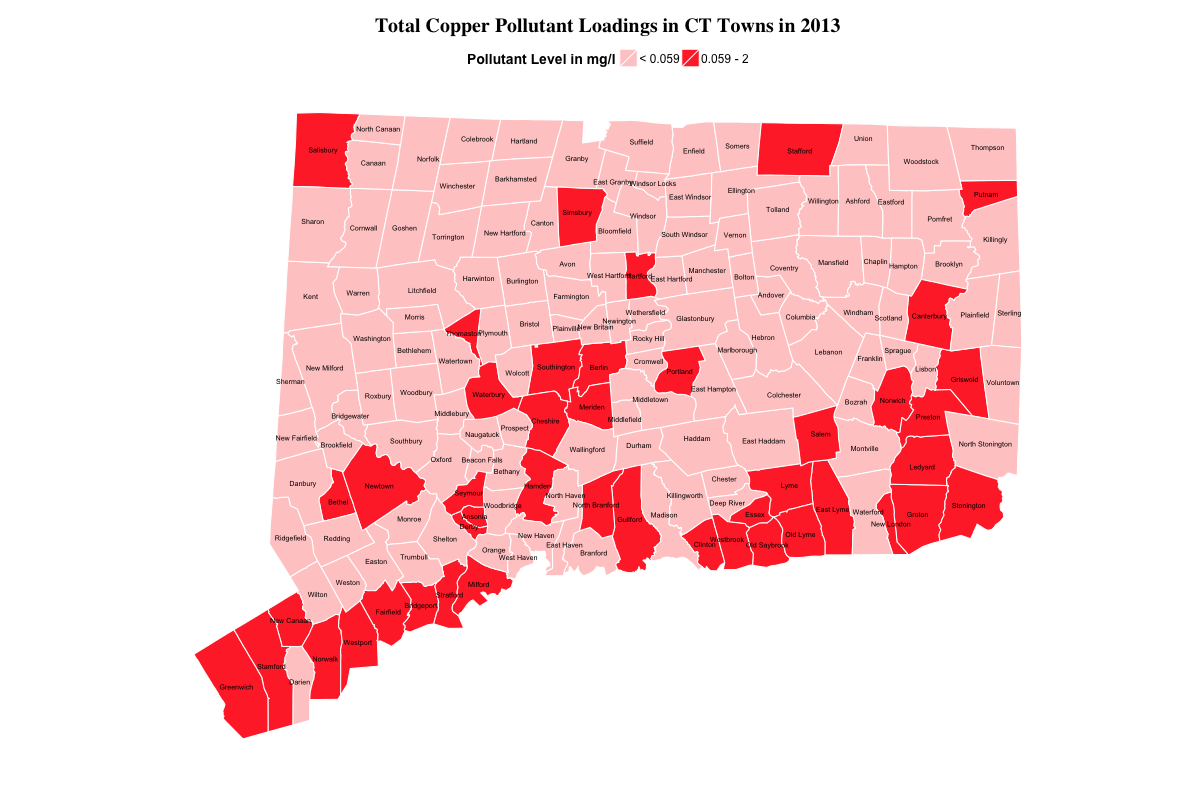 Total Copper Pollutant Loadings in CT Towns in 2013
Pollutant Level in mg/l < 0.059 0.059 - 2
North Canaan
Colebrook
Hartland
Suffield
Enfield
Somers
Stafford
Union
Woodstock
Thompson
Salisbury
Canaan
Norfolk
Granby
Winchester
Barkhamsted
East Granby
Windsor Locks
East Windsor
Ellington
Tolland
Willington
Ashford
Eastford
Putnam
Pomfret
Sharon
Cornwall
Goshen
Torrington
New Hartford
Canton
Simsbury
Bloomfield
Windsor
South Windsor
Vernon
Killingly
Kent
Warren
Litchfield
Harwinton
Burlington
Avon
West Hartford
Hartford
East Hartford
Manchester
Bolton
Coventry
Mansfield
Chaplin
Hampton
Brooklyn
Farmington
Andover
Morris
Thomaston
Plymouth
Bristol
Plainville
New Britain
Newington
Wethersfield
Glastonbury
Columbia
Windham
Scotland
Canterbury
Plainfield
Sterling
Washington
Bethlehem
Watertown
Rocky Hill
Hebron
Marlborough
Lebanon
Franklin
Sprague
Lisbon
Sherman
New Milford
Roxbury
Woodbury
Wolcott
Southington
Berlin
Cromwell
Portland
East Hampton
Griswold
Voluntown
Waterbury
Middlebury
Bridgewater
Meriden
Middletown
Middlefield
Colchester
Bozrah
Norwich
Preston
New Fairfield
Brookfield
Southbury
Naugatuck
Prospect
Cheshire
Wallingford
Durham
Haddam
East Haddam
Salem
Montville
North Stonington
Oxford
Beacon Falls
Bethany
Ledyard
Danbury
Bethel
Newtown
Seymour
Hamden
North Haven
North Branford
Guilford
Killingworth
Chester
Deep River
Lyme
Woodbridge
Madison
Essex
East Lyme
Waterford
New London
Groton
Stonington
Monroe
Ansonia
Derby
Ridgefield
Redding
Shelton
New Haven
Orange
East Haven
West Haven
Branford
Clinton
Westbrook
Old Saybrook
Old Lyme
Easton
Trumbull
Weston
Wilton
Milford
Stratford
Bridgeport
Fairfield
New Canaan
Westport
Norwalk
Stamford
Darien
Greenwich